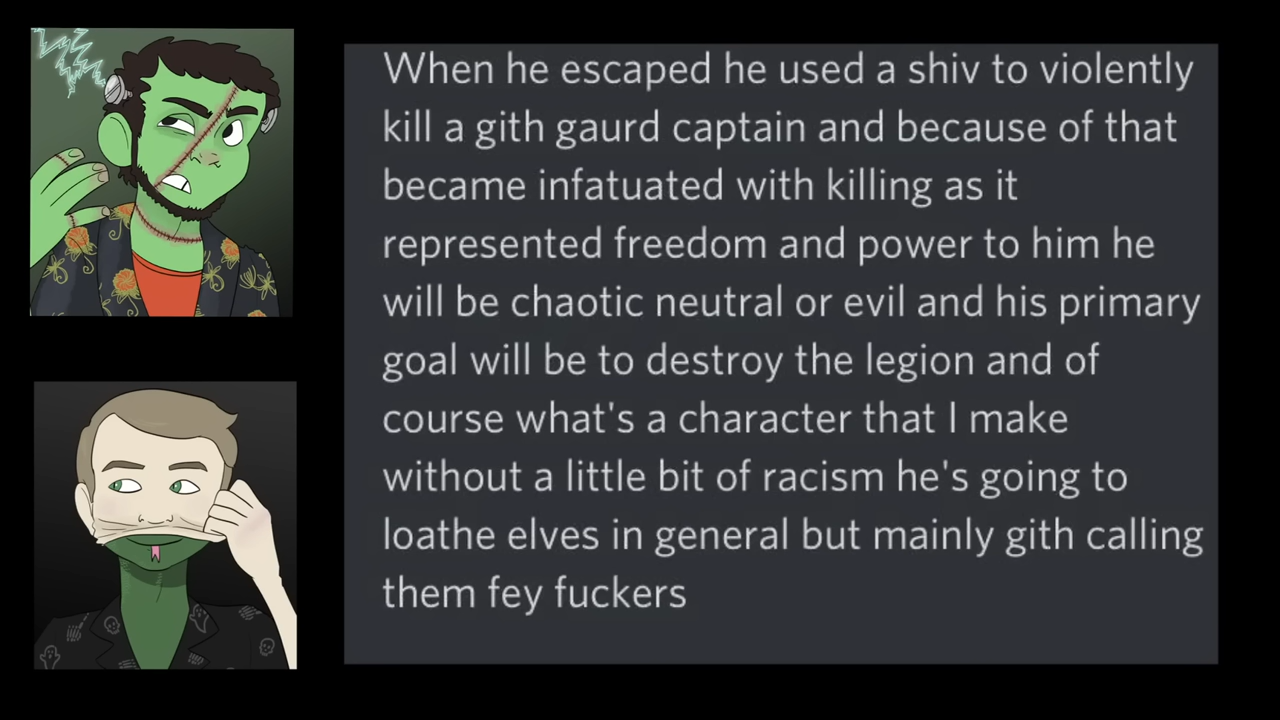 When he escaped he used a shiv to violently
kill a gith gaurd captain and because of that
became infatuated with killing as it
represented freedom and power to him he
will be chaotic neutral or evil and his primary
goal will be to destroy the legion and of
course what's a character that I make
without a little bit of racism he's going to
loathe elves in general but mainly gith calling
them fey fuckers